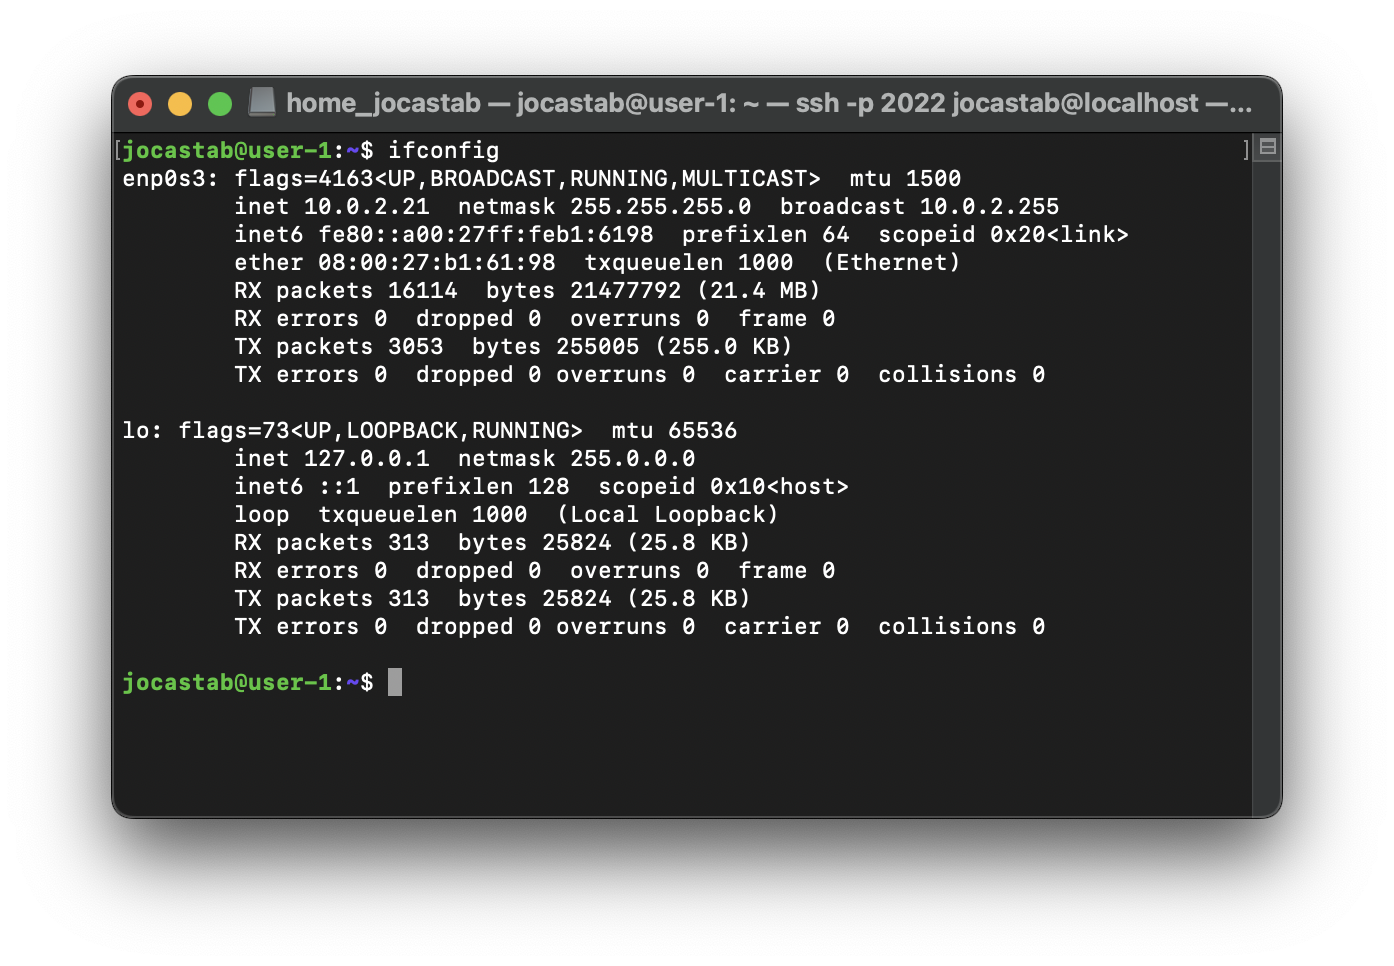 home_jocastab — jocastab@user-1: ~ — ssh -p 2022 jocastab@localhost —...
[jocastab@user-1:~$ ifconfig ]
enp0s3: flags=4163<UP,BROADCAST,RUNNING,MULTICAST>  mtu 1500
        inet 10.0.2.21  netmask 255.255.255.0  broadcast 10.0.2.255
        inet6 fe80::a00:27ff:feb1:6198  prefixlen 64  scopeid 0x20<link>
        ether 08:00:27:b1:61:98  txqueuelen 1000  (Ethernet)
        RX packets 16114  bytes 21477792 (21.4 MB)
        RX errors 0  dropped 0  overruns 0  frame 0
        TX packets 3053  bytes 255005 (255.0 KB)
        TX errors 0  dropped 0 overruns 0  carrier 0  collisions 0

lo: flags=73<UP,LOOPBACK,RUNNING>  mtu 65536
        inet 127.0.0.1  netmask 255.0.0.0
        inet6 ::1  prefixlen 128  scopeid 0x10<host>
        loop  txqueuelen 1000  (Local Loopback)
        RX packets 313  bytes 25824 (25.8 KB)
        RX errors 0  dropped 0  overruns 0  frame 0
        TX packets 313  bytes 25824 (25.8 KB)
        TX errors 0  dropped 0 overruns 0  carrier 0  collisions 0

jocastab@user-1:~$